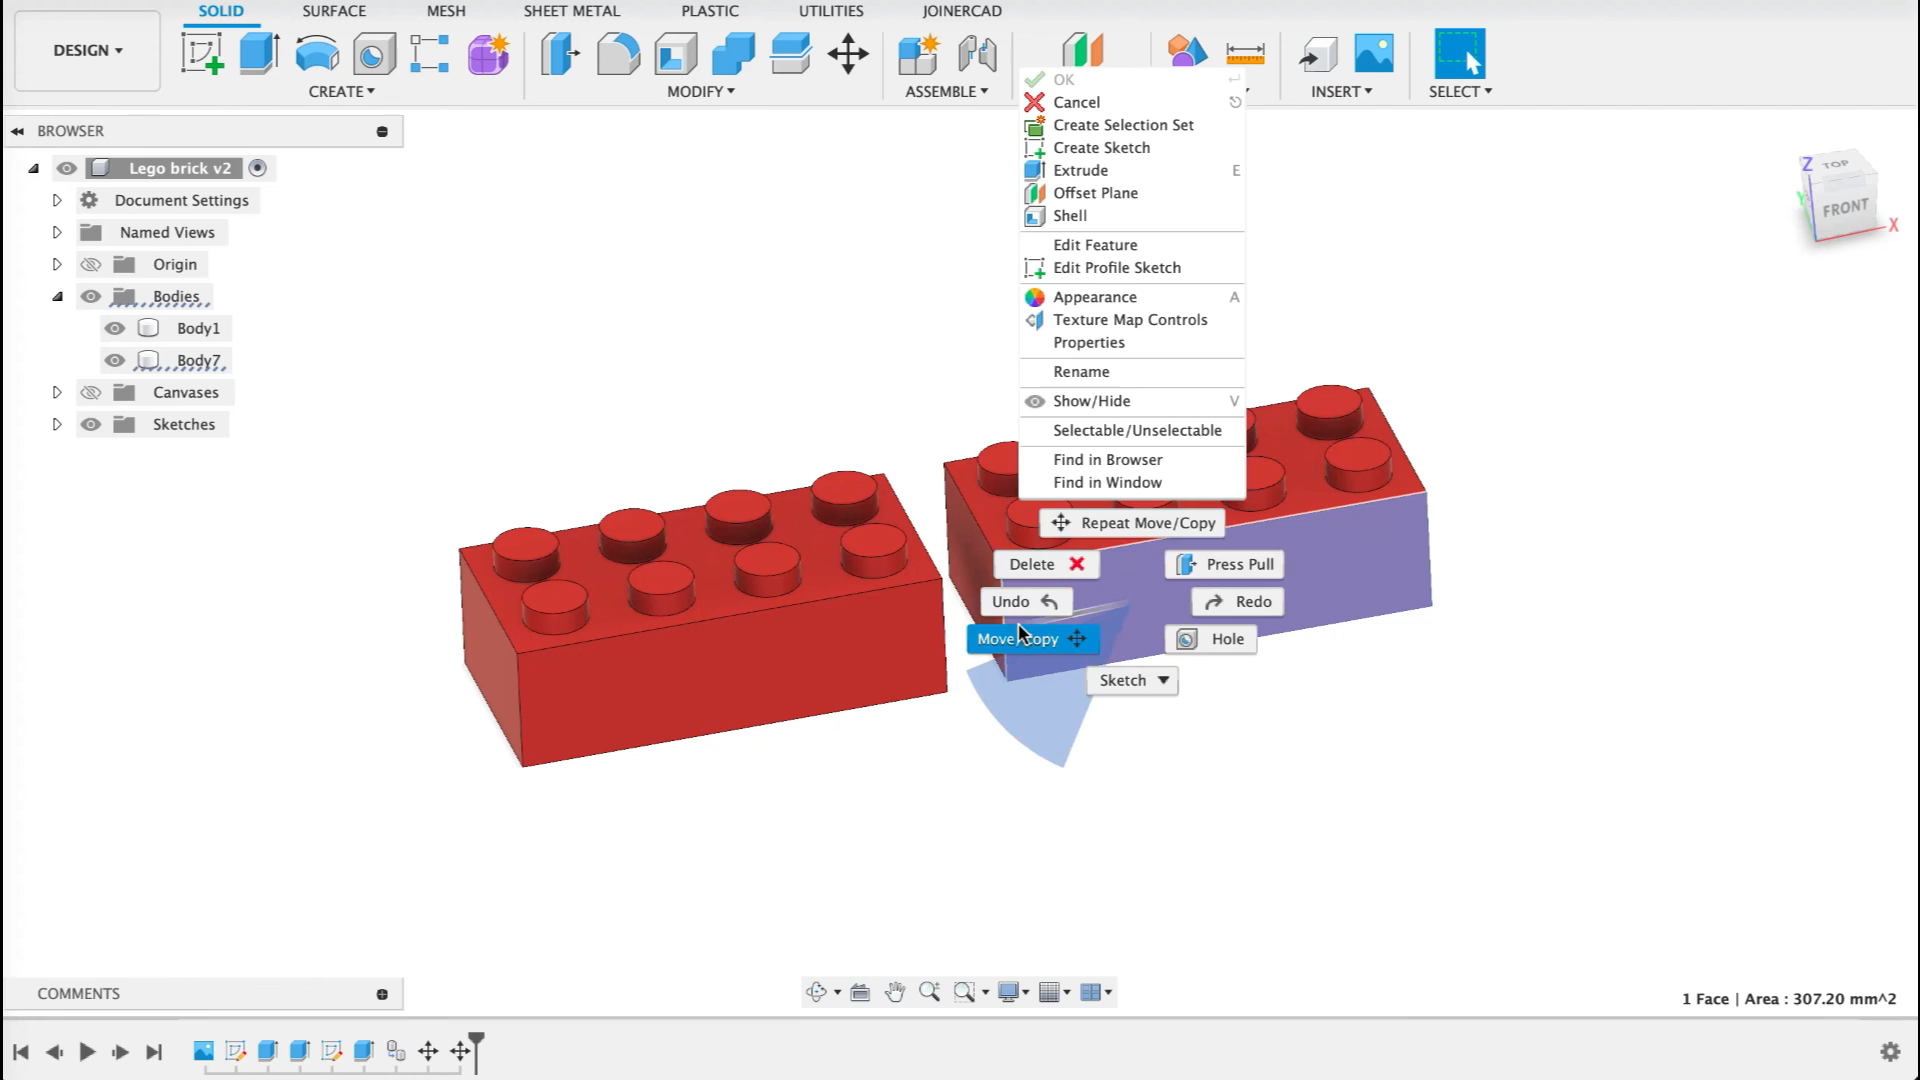 SOLID SURFACE MESH SHEET METAL PLASTIC UTILITIES JOINERCAD
DESIGN
CREATE MODIFY ASSEMBLE INSERT SELECT
OK
Cancel
Create Selection Set
Create Sketch
Extrude E
Offset Plane
Shell
Edit Feature
Edit Profile Sketch
Appearance A
Texture Map Controls
Properties
Rename
Show/Hide V
Selectable/Unselectable
Find in Browser
Find in Window
Repeat Move/Copy
Delete
Press Pull
Undo
Redo
Hole
Sketch
BROWSER
Lego brick v2
Document Settings
Named Views
Origin
Bodies
Body1
Body7
Canvases
Sketches
Z
TOP
FRONT
X
COMMENTS
1 Face | Area : 307.20 mm^2